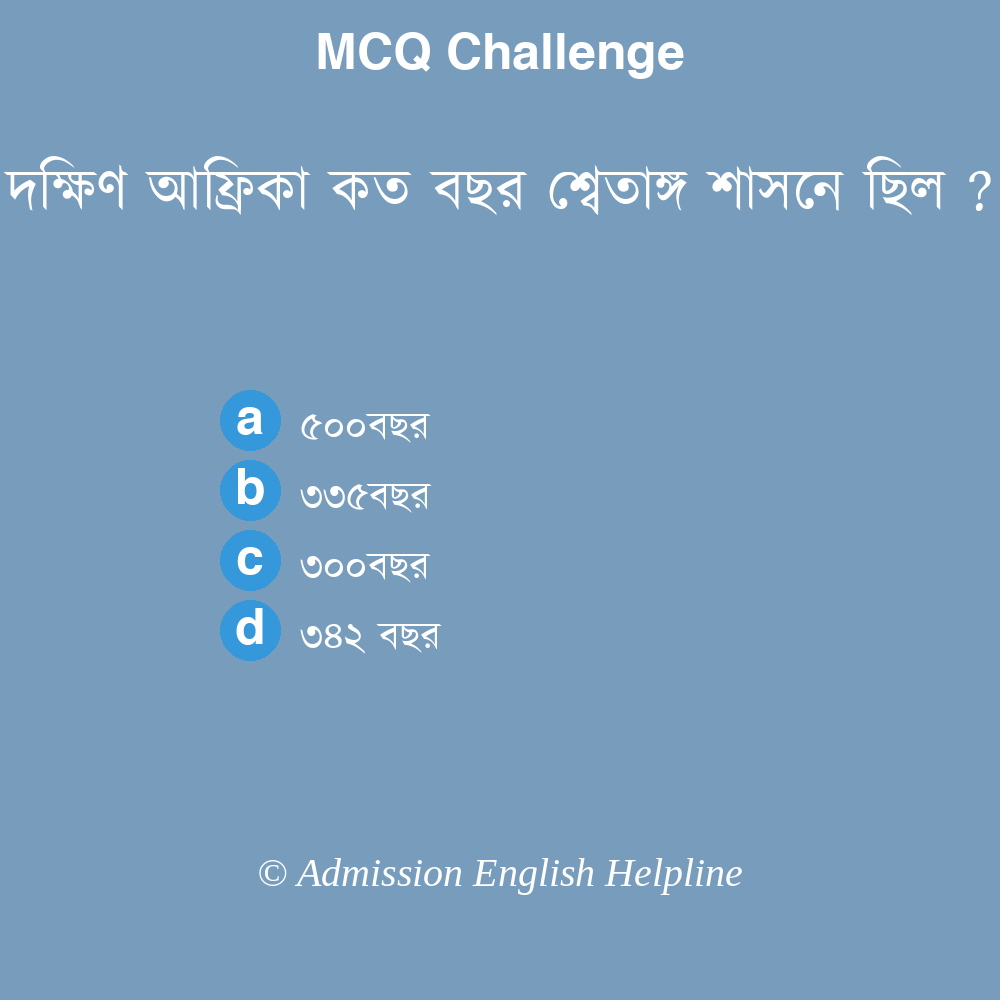 MCQ Challenge
দক্ষিণ আফ্রিকা কত বছর শ্বেতাঙ্গ শাসনে ছিল ?
a ৫০০বছর
b ৩৩৫বছর
c ৩০০বছর
d ৩৪২ বছর
© Admission English Helpline